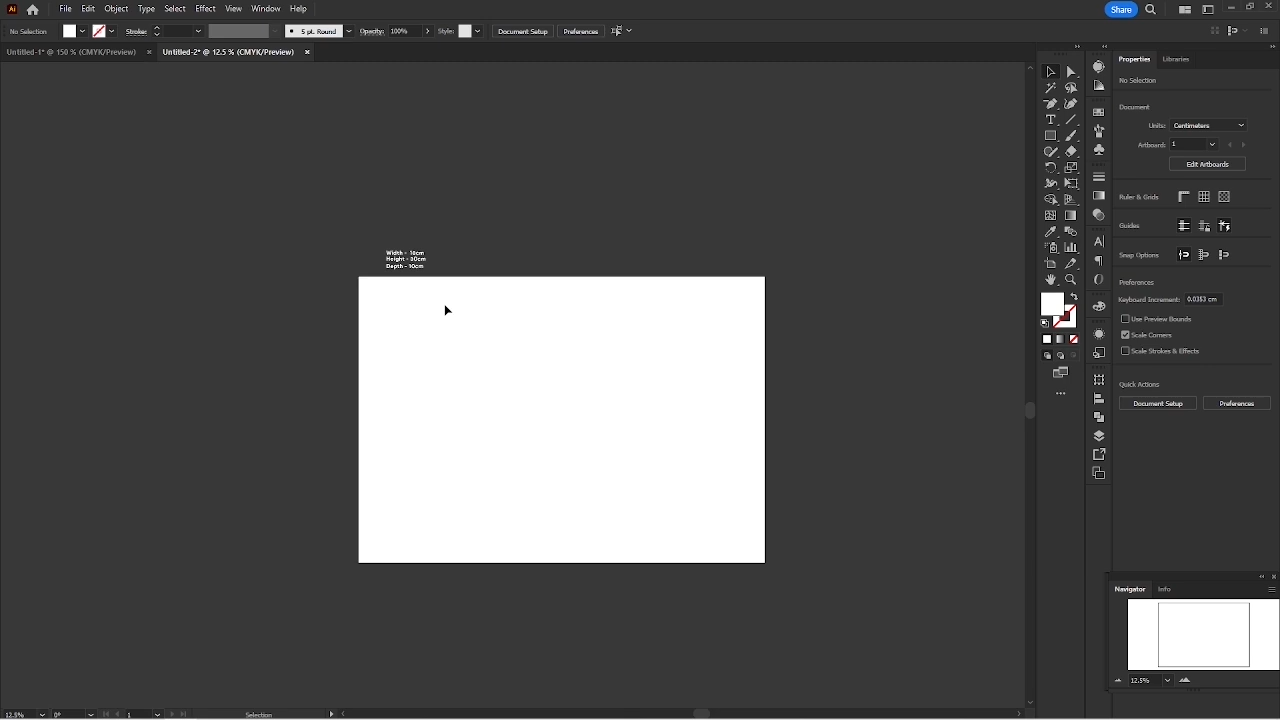 Ai File Edit Object Type Select Effect View Window Help Share
No Selection Stroke: 5 pt. Round Opacity: 100% Style: Document Setup Preferences
Untitled-1* @ 150 % (CMYK/Preview) × Untitled-2* @ 12.5 % (CMYK/Preview) ×
Properties Libraries
No Selection
Document
Units: Centimeters
Artboard: 1
Edit Artboards
Ruler & Grids
Guides
Snap Options
Preferences
Keyboard Increment: 0.0353 cm
Use Preview Bounds
Scale Corners
Scale Strokes & Effects
Quick Actions
Document Setup Preferences
Width - 18cm
Height - 30cm
Depth - 10cm
Navigator Info
12.5%
12.5% 0° 1 Selection